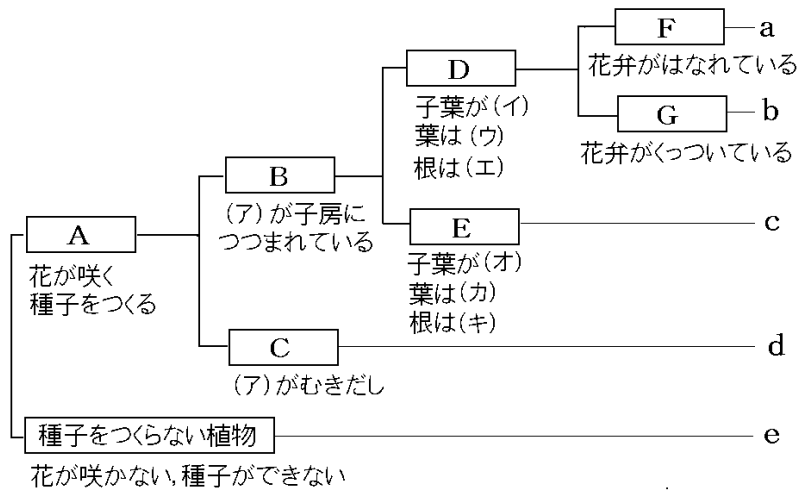 F
a
花弁がはなれている
D
子葉が(イ)
葉は(ウ)
根は(エ)
G
b
花弁がくっついている
B
(ア)が子房に
つつまれている
E
c
子葉が(オ)
葉は(カ)
根は(キ)
A
花が咲く
種子をつくる
C
d
(ア)がむきだし
種子をつくらない植物
e
花が咲かない,種子ができない